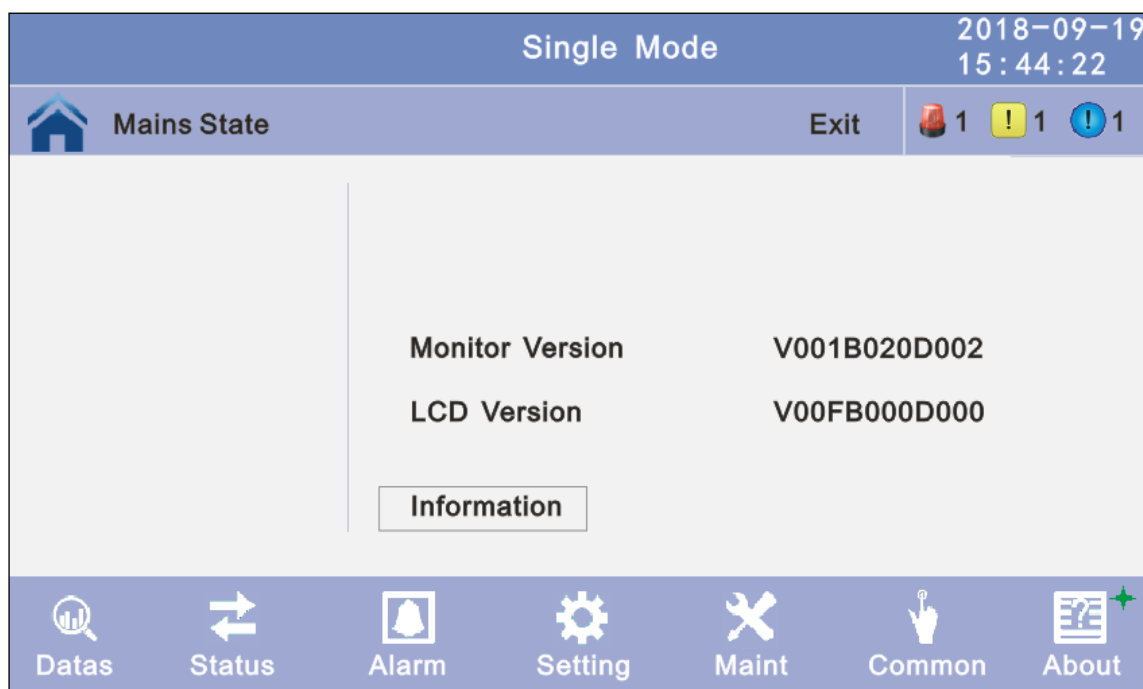 Single Mode
2018-09-19
15:44:22
Mains State
Exit
1
! 1
! 1
Monitor Version V001B020D002
LCD Version V00FB000D000
Information
Datas
Status
Alarm
Setting
Maint
Common
?
About